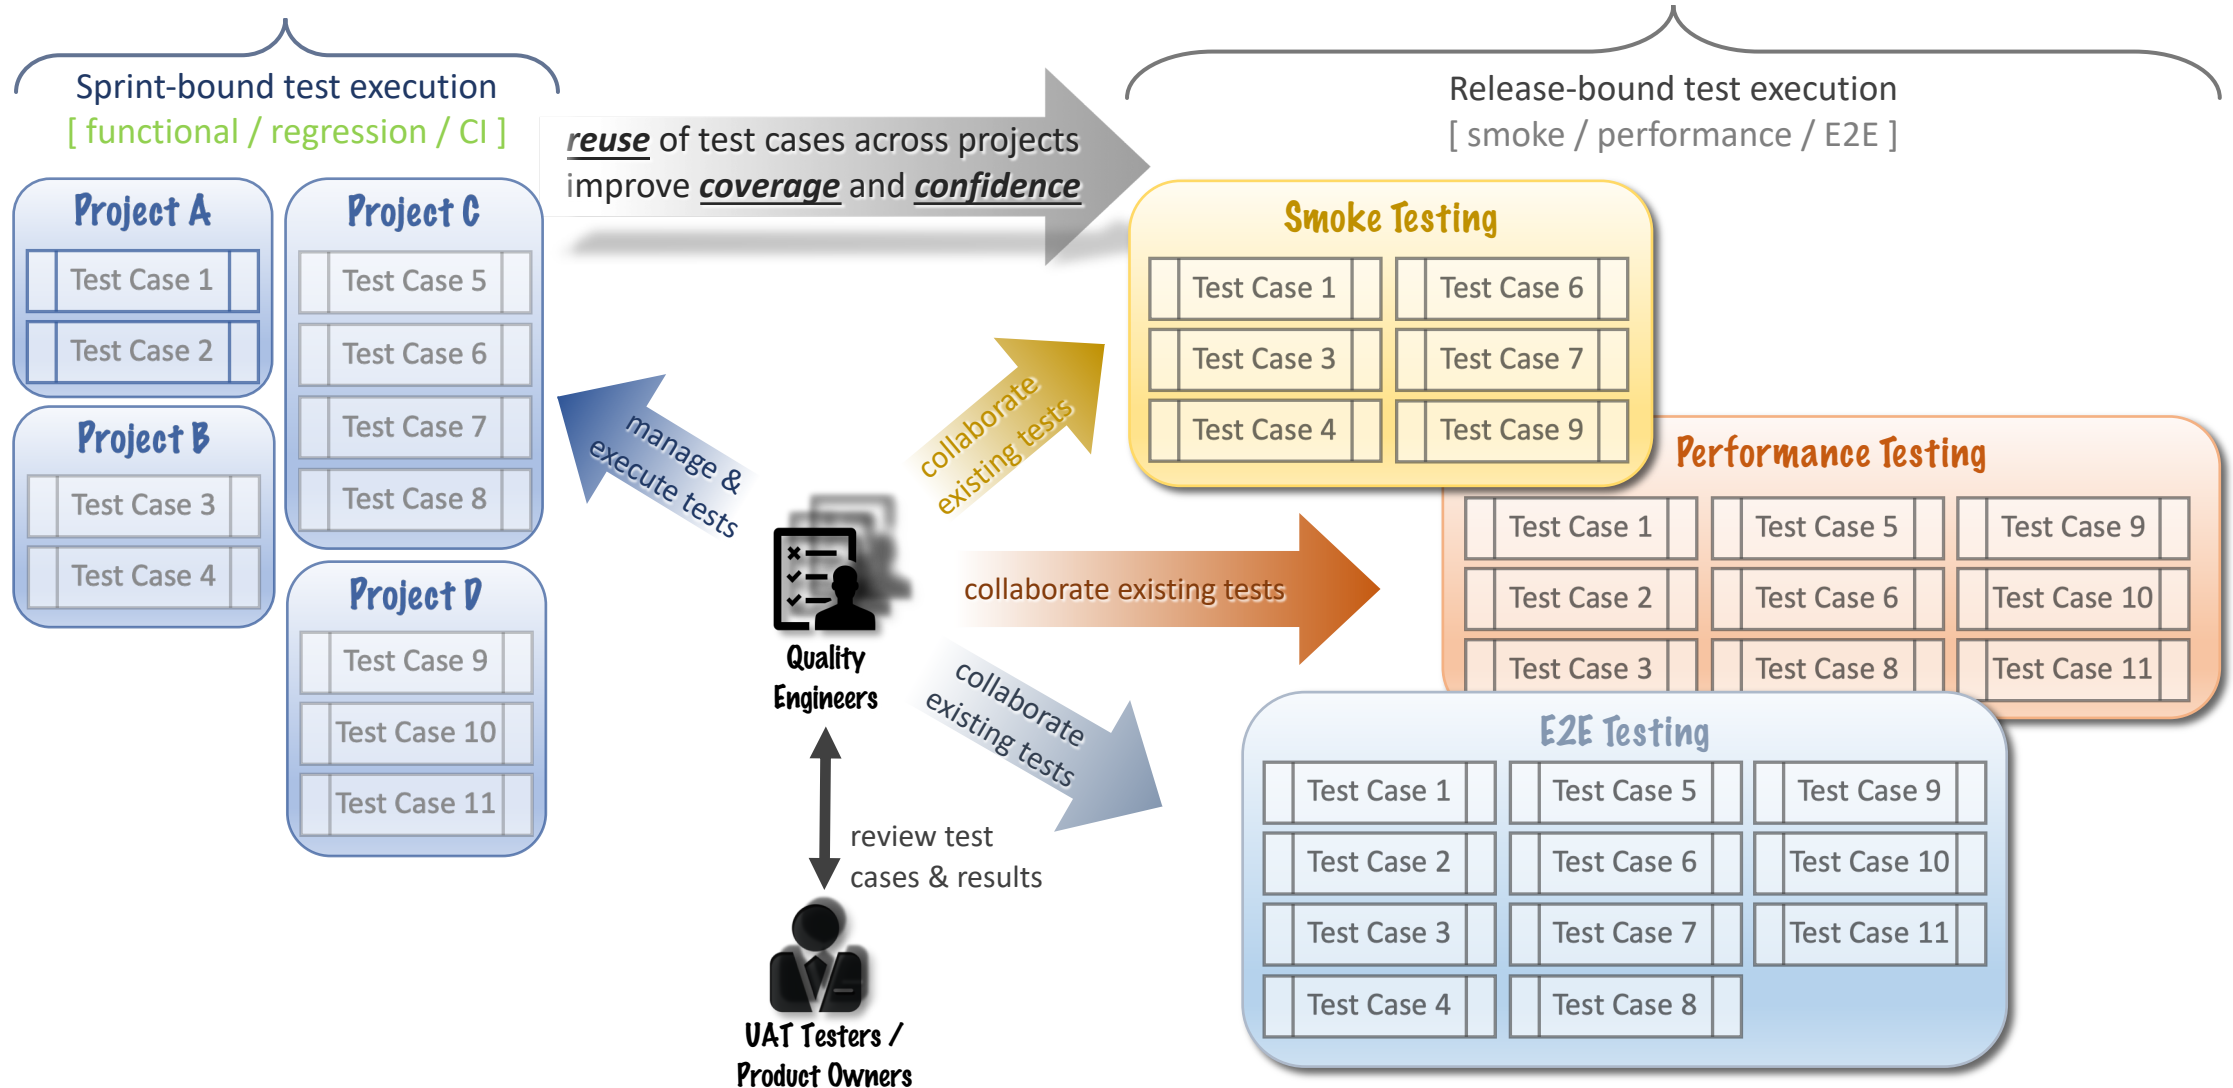 Sprint-bound test execution
[ functional / regression / CI ]
reuse of test cases across projects
improve coverage and confidence
Release-bound test execution
[ smoke / performance / E2E ]
Project A
Test Case 1
Test Case 2
Project B
Test Case 3
Test Case 4
Project C
Test Case 5
Test Case 6
Test Case 7
Test Case 8
Project D
Test Case 9
Test Case 10
Test Case 11
manage &
execute tests
collaborate
existing tests
collaborate existing tests
collaborate
existing tests
Quality
Engineers
review test
cases & results
UAT Testers /
Product Owners
Smoke Testing
Test Case 1
Test Case 6
Test Case 3
Test Case 7
Test Case 4
Test Case 9
Performance Testing
Test Case 1
Test Case 5
Test Case 9
Test Case 2
Test Case 6
Test Case 10
Test Case 3
Test Case 8
Test Case 11
E2E Testing
Test Case 1
Test Case 5
Test Case 9
Test Case 2
Test Case 6
Test Case 10
Test Case 3
Test Case 7
Test Case 11
Test Case 4
Test Case 8